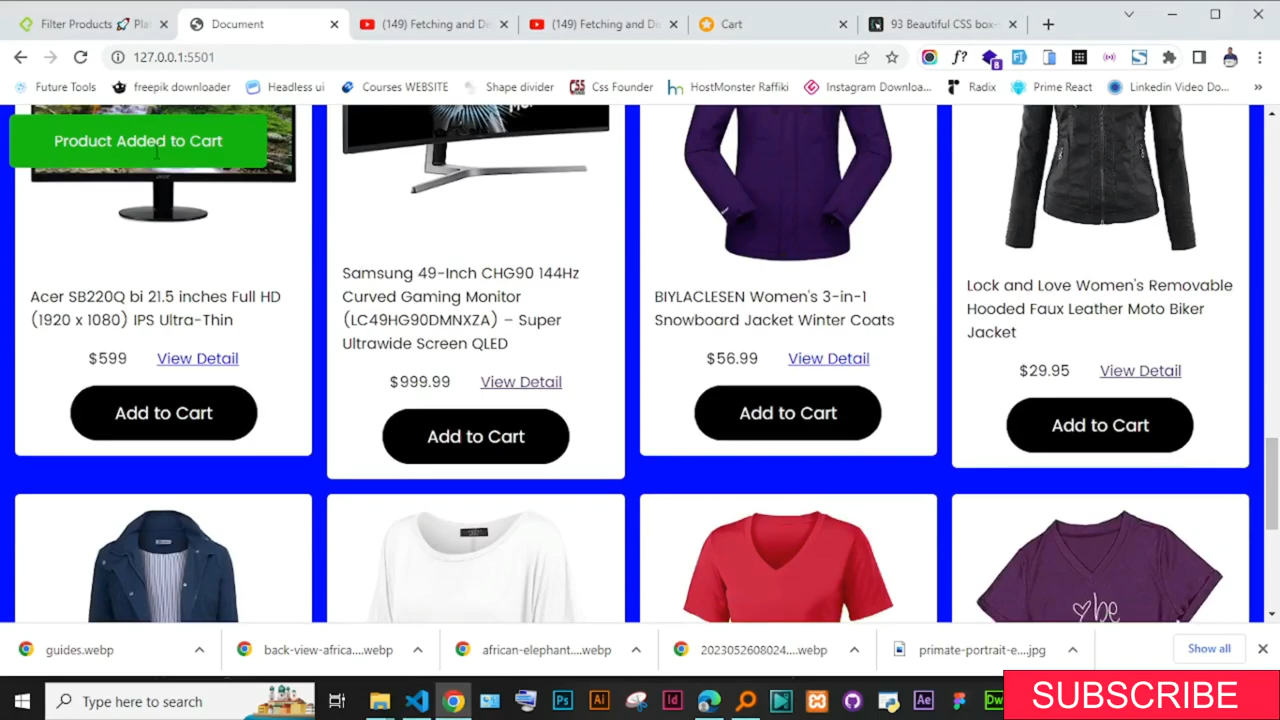 Filter Products 🚀 Pla
Document
(149) Fetching and Di
(149) Fetching and Di
Cart
93 Beautiful CSS box-
127.0.0.1:5501
Future Tools
freepik downloader
Headless ui
Courses WEBSITE
Shape divider
Css Founder
HostMonster Raffiki
Instagram Downloa...
Radix
Prime React
Linkedin Video Do...
Product Added to Cart
Acer SB220Q bi 21.5 inches Full HD
(1920 x 1080) IPS Ultra-Thin
$599 View Detail
Add to Cart
Samsung 49-Inch CHG90 144Hz
Curved Gaming Monitor
(LC49HG90DMNXZA) – Super
Ultrawide Screen QLED
$999.99 View Detail
Add to Cart
BIYLACLESEN Women's 3-in-1
Snowboard Jacket Winter Coats
$56.99 View Detail
Add to Cart
Lock and Love Women's Removable
Hooded Faux Leather Moto Biker
Jacket
$29.95 View Detail
Add to Cart
be
guides.webp
back-view-africa....webp
african-elephant....webp
2023052608024....webp
primate-portrait-e....jpg
Show all
Type here to search
SUBSCRIBE